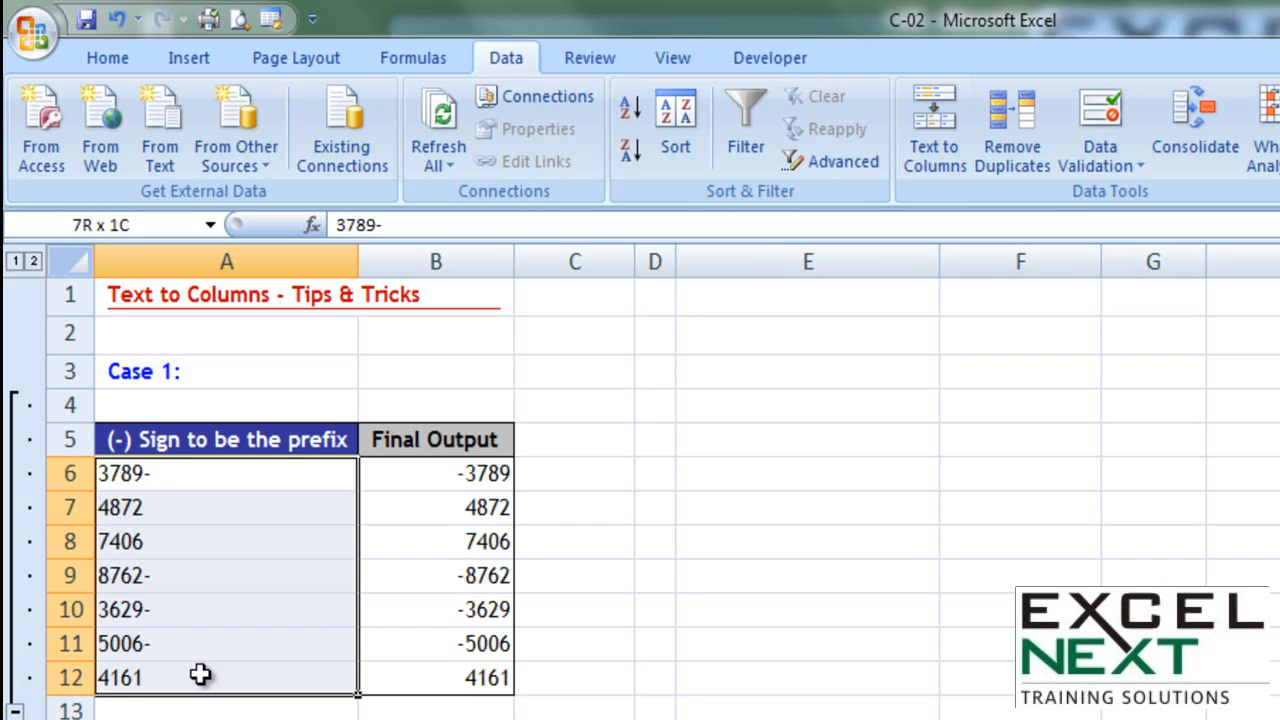 C-02 - Microsoft Excel
Home Insert Page Layout Formulas Data Review View Developer
From Access
From Web
From Text
From Other Sources
Existing Connections
Get External Data
Refresh All
Connections
Properties
Edit Links
Connections
Sort
Filter
Clear
Reapply
Advanced
Sort & Filter
Text to Columns
Remove Duplicates
Data Validation
Consolidate
Data Tools
7R x 1C fx 3789-
1 2 A B C D E F G
1 Text to Columns - Tips & Tricks
2
3 Case 1:
4
5 (-) Sign to be the prefix Final Output
6 3789- -3789
7 4872 4872
8 7406 7406
9 8762- -8762
10 3629- -3629
11 5006- -5006
12 4161 4161
13
EXCEL
NEXT
TRAINING SOLUTIONS